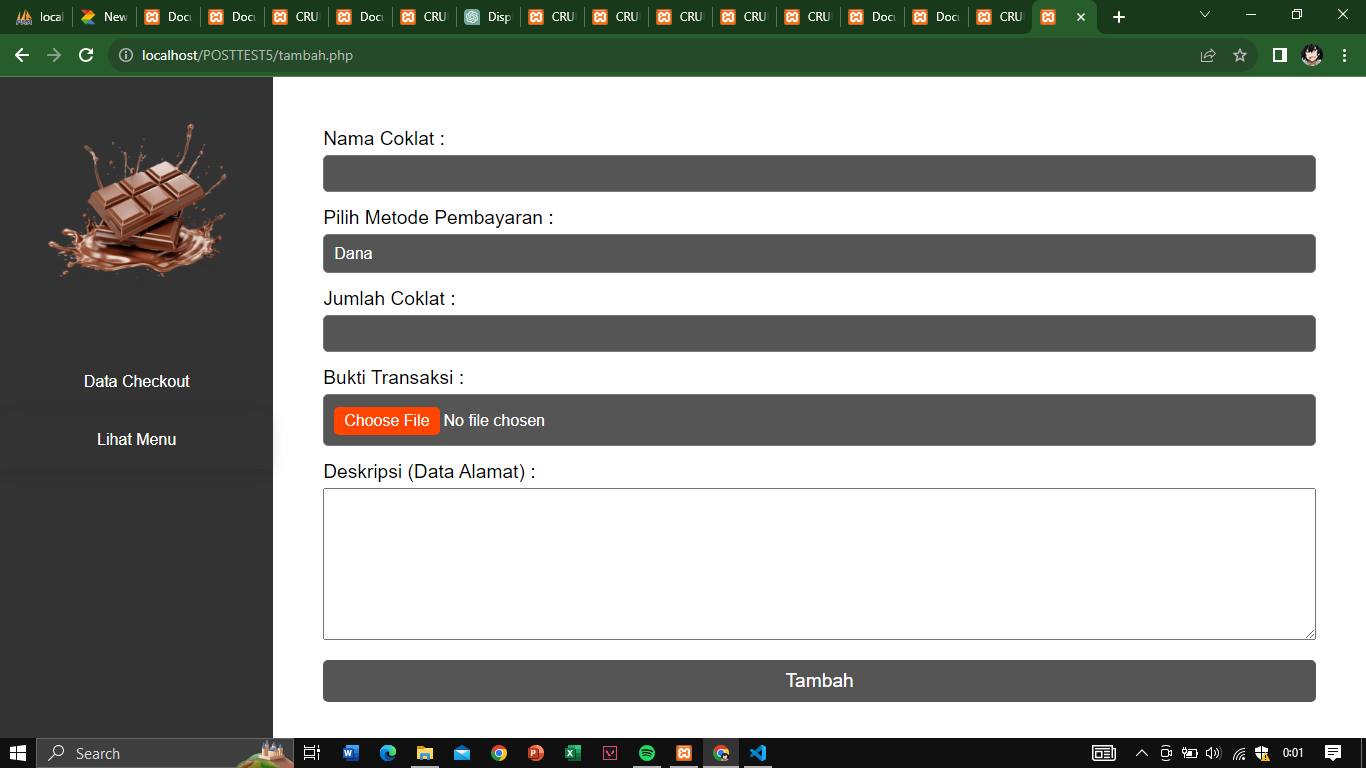 local
New
Docu
Docu
CRU
Docu
CRU
Disp
CRU
CRU
CRU
CRU
CRU
Docu
Docu
CRU
localhost/POSTTEST5/tambah.php
Data Checkout
Lihat Menu
Nama Coklat :
Pilih Metode Pembayaran :
Dana
Jumlah Coklat :
Bukti Transaksi :
Choose File No file chosen
Deskripsi (Data Alamat) :
Tambah
Search
0:01